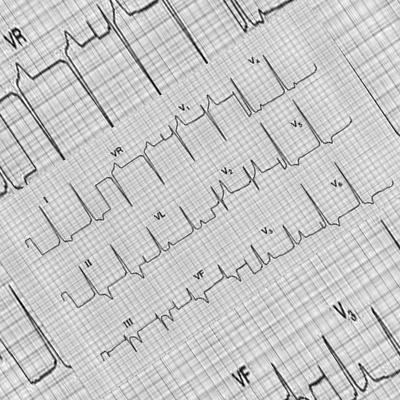 VR
I VR V₁ V₄
II VL V₂ V₅
III VF V₃ V₆
VF V₃